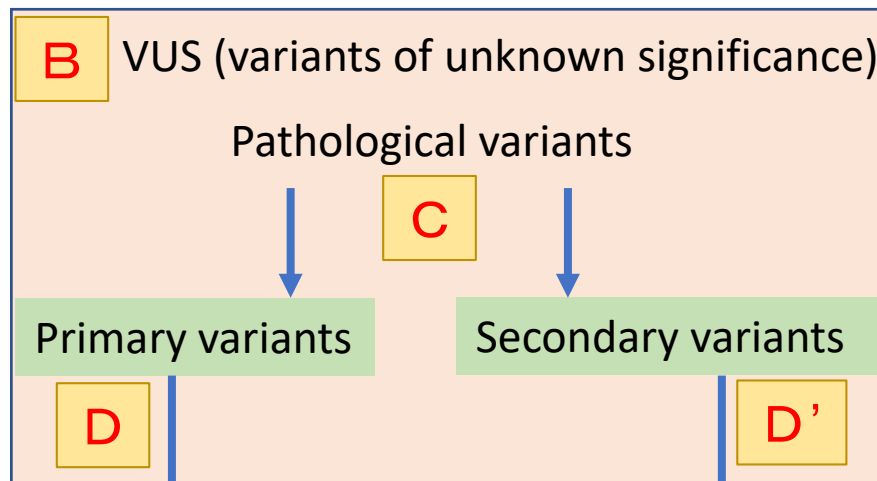 B VUS (variants of unknown significance)
Pathological variants
C
Primary variants Secondary variants
D D’